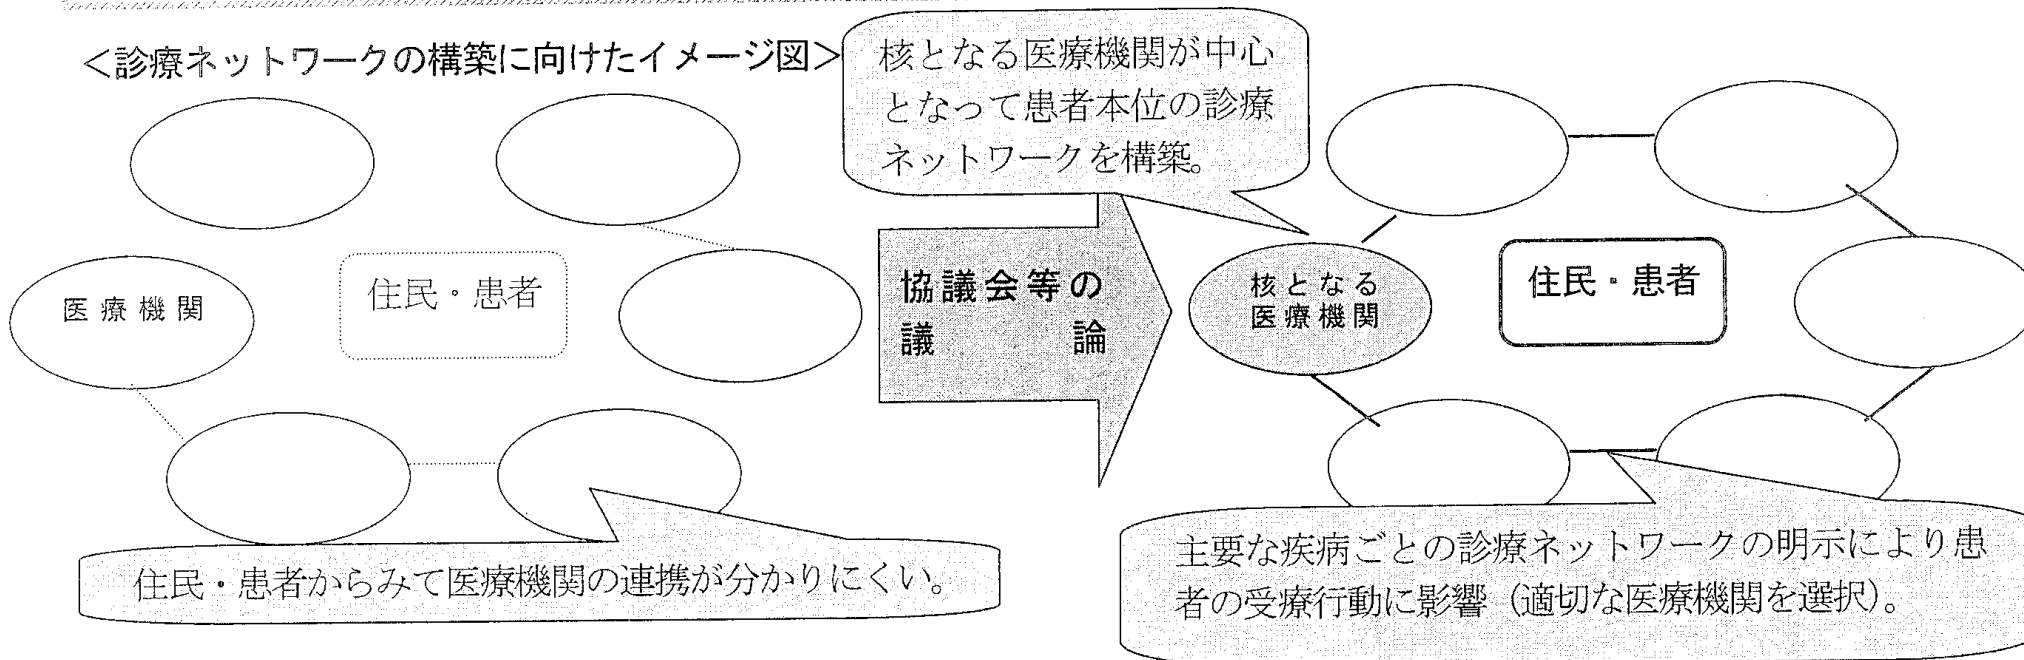 ＜診療ネットワークの構築に向けたイメージ図＞
核となる医療機関が中心
となって患者本位の診療
ネットワークを構築。
医療機関
住民・患者
協議会等の
議論
核となる
医療機関
住民・患者
住民・患者からみて医療機関の連携が分かりにくい。
主要な疾病ごとの診療ネットワークの明示により患
者の受療行動に影響（適切な医療機関を選択）。